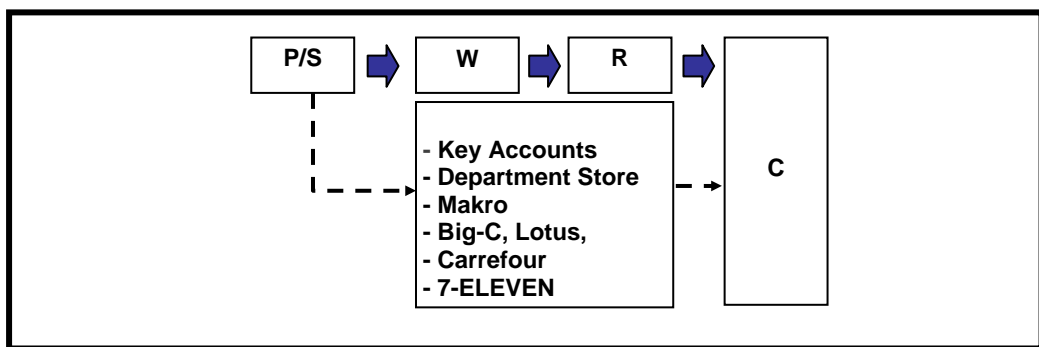 P/S
W
R
C
- Key Accounts
- Department Store
- Makro
- Big-C, Lotus,
- Carrefour
- 7-ELEVEN